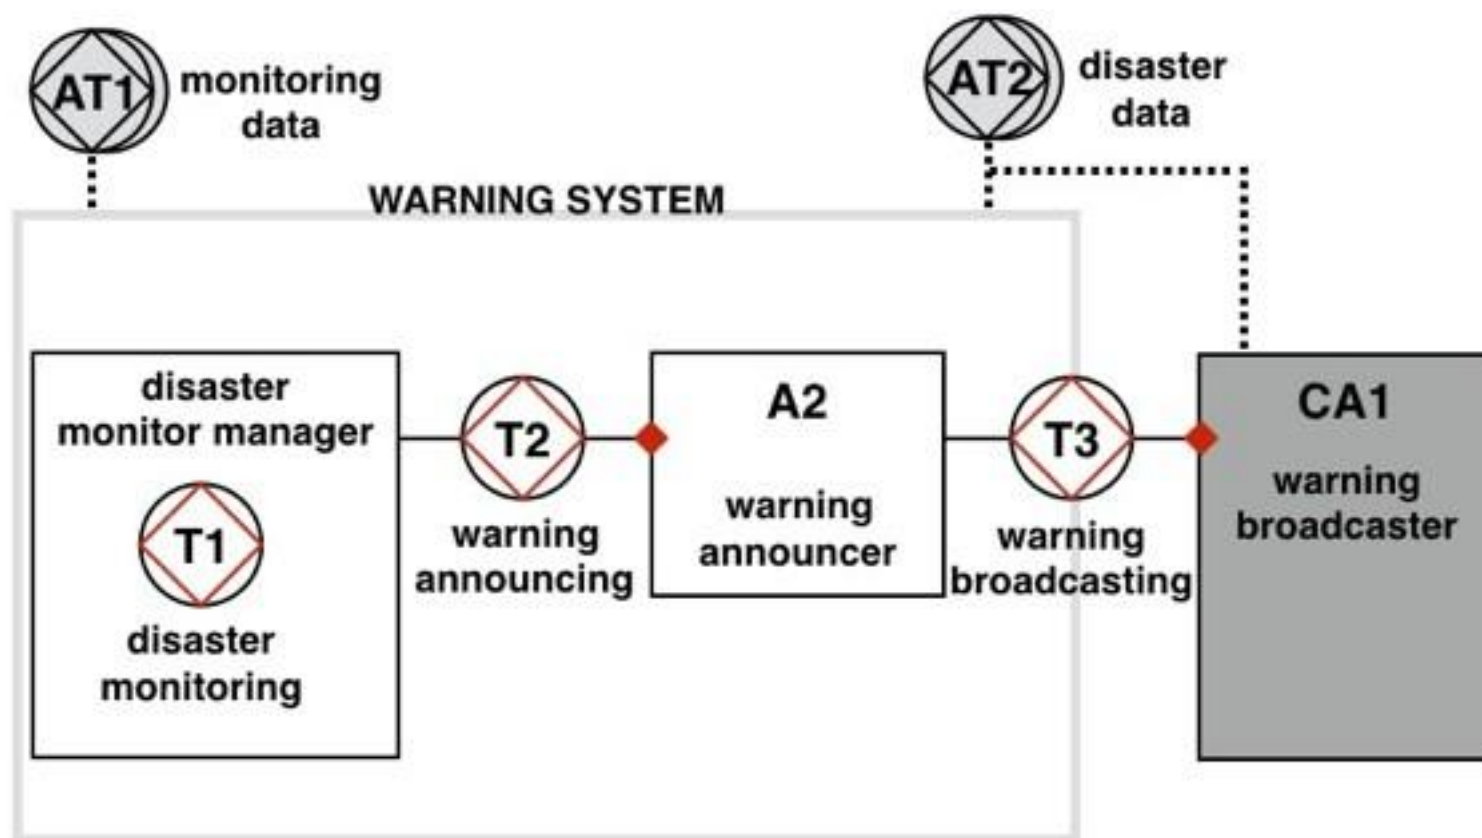 AT1
monitoring
data
AT2
disaster
data
WARNING SYSTEM
disaster
monitor manager
T1
disaster
monitoring
T2
warning
announcing
A2
warning
announcer
T3
warning
broadcasting
CA1
warning
broadcaster